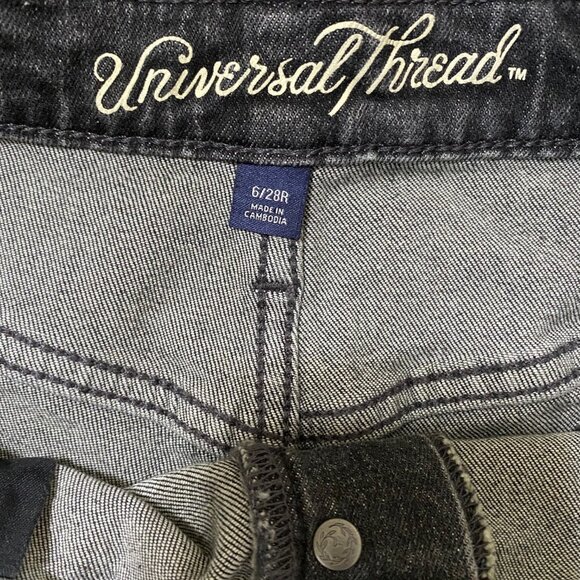 Universal Thread™
6/28R
MADE IN
CAMBODIA